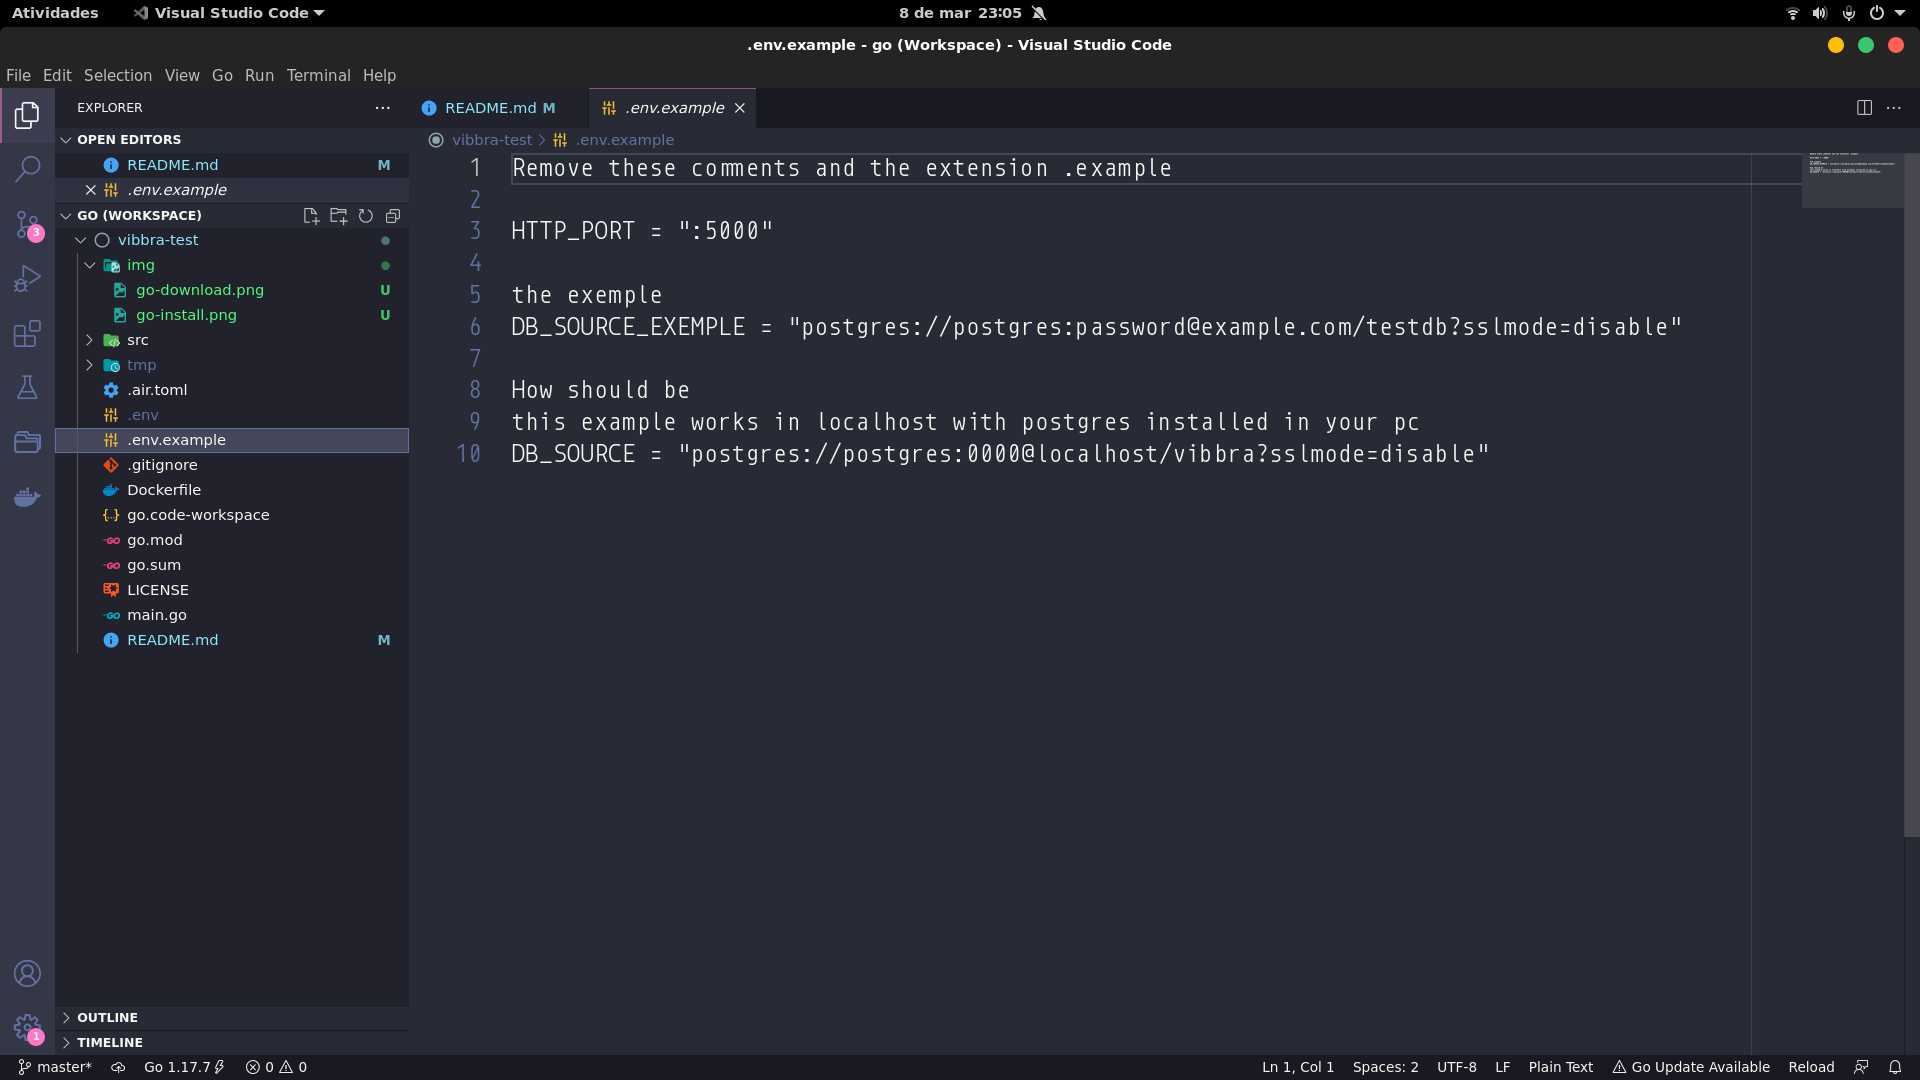 Atividades
Visual Studio Code
8 de mar 23:05
.env.example - go (Workspace) - Visual Studio Code
File Edit Selection View Go Run Terminal Help
EXPLORER
OPEN EDITORS
README.md M
.env.example
GO (WORKSPACE)
vibbra-test
img
go-download.png U
go-install.png U
src
tmp
.air.toml
.env
.env.example
.gitignore
Dockerfile
go.code-workspace
go.mod
go.sum
LICENSE
main.go
README.md M
OUTLINE
TIMELINE
3
1
README.md M
.env.example
vibbra-test > .env.example
1 Remove these comments and the extension .example
2
3 HTTP_PORT = ":5000"
4
5 the exemple
6 DB_SOURCE_EXEMPLE = "postgres://postgres:password@example.com/testdb?sslmode=disable"
7
8 How should be
9 this example works in localhost with postgres installed in your pc
10 DB_SOURCE = "postgres://postgres:0000@localhost/vibbra?sslmode=disable"
master* Go 1.17.7 0 0
Ln 1, Col 1 Spaces: 2 UTF-8 LF Plain Text Go Update Available Reload